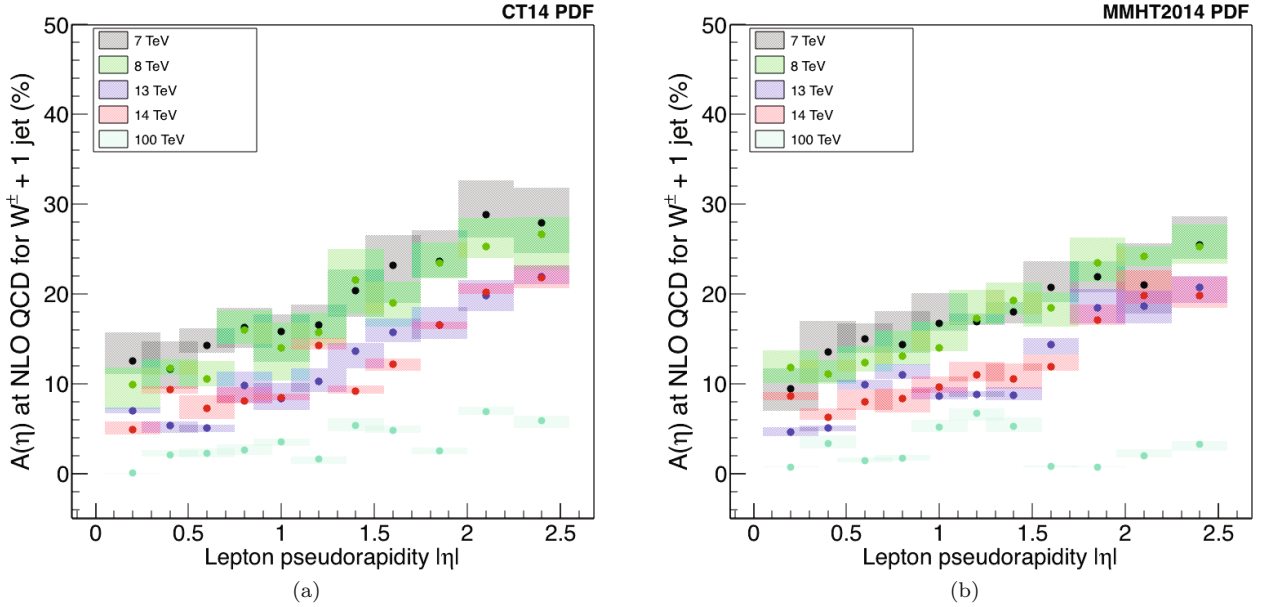 CT14 PDF
A(η) at NLO QCD for W± + 1 jet (%)
50
40
30
20
10
0
7 TeV
8 TeV
13 TeV
14 TeV
100 TeV
0 0.5 1 1.5 2 2.5
Lepton pseudorapidity |η|
(a)
MMHT2014 PDF
A(η) at NLO QCD for W± + 1 jet (%)
50
40
30
20
10
0
7 TeV
8 TeV
13 TeV
14 TeV
100 TeV
0 0.5 1 1.5 2 2.5
Lepton pseudorapidity |η|
(b)